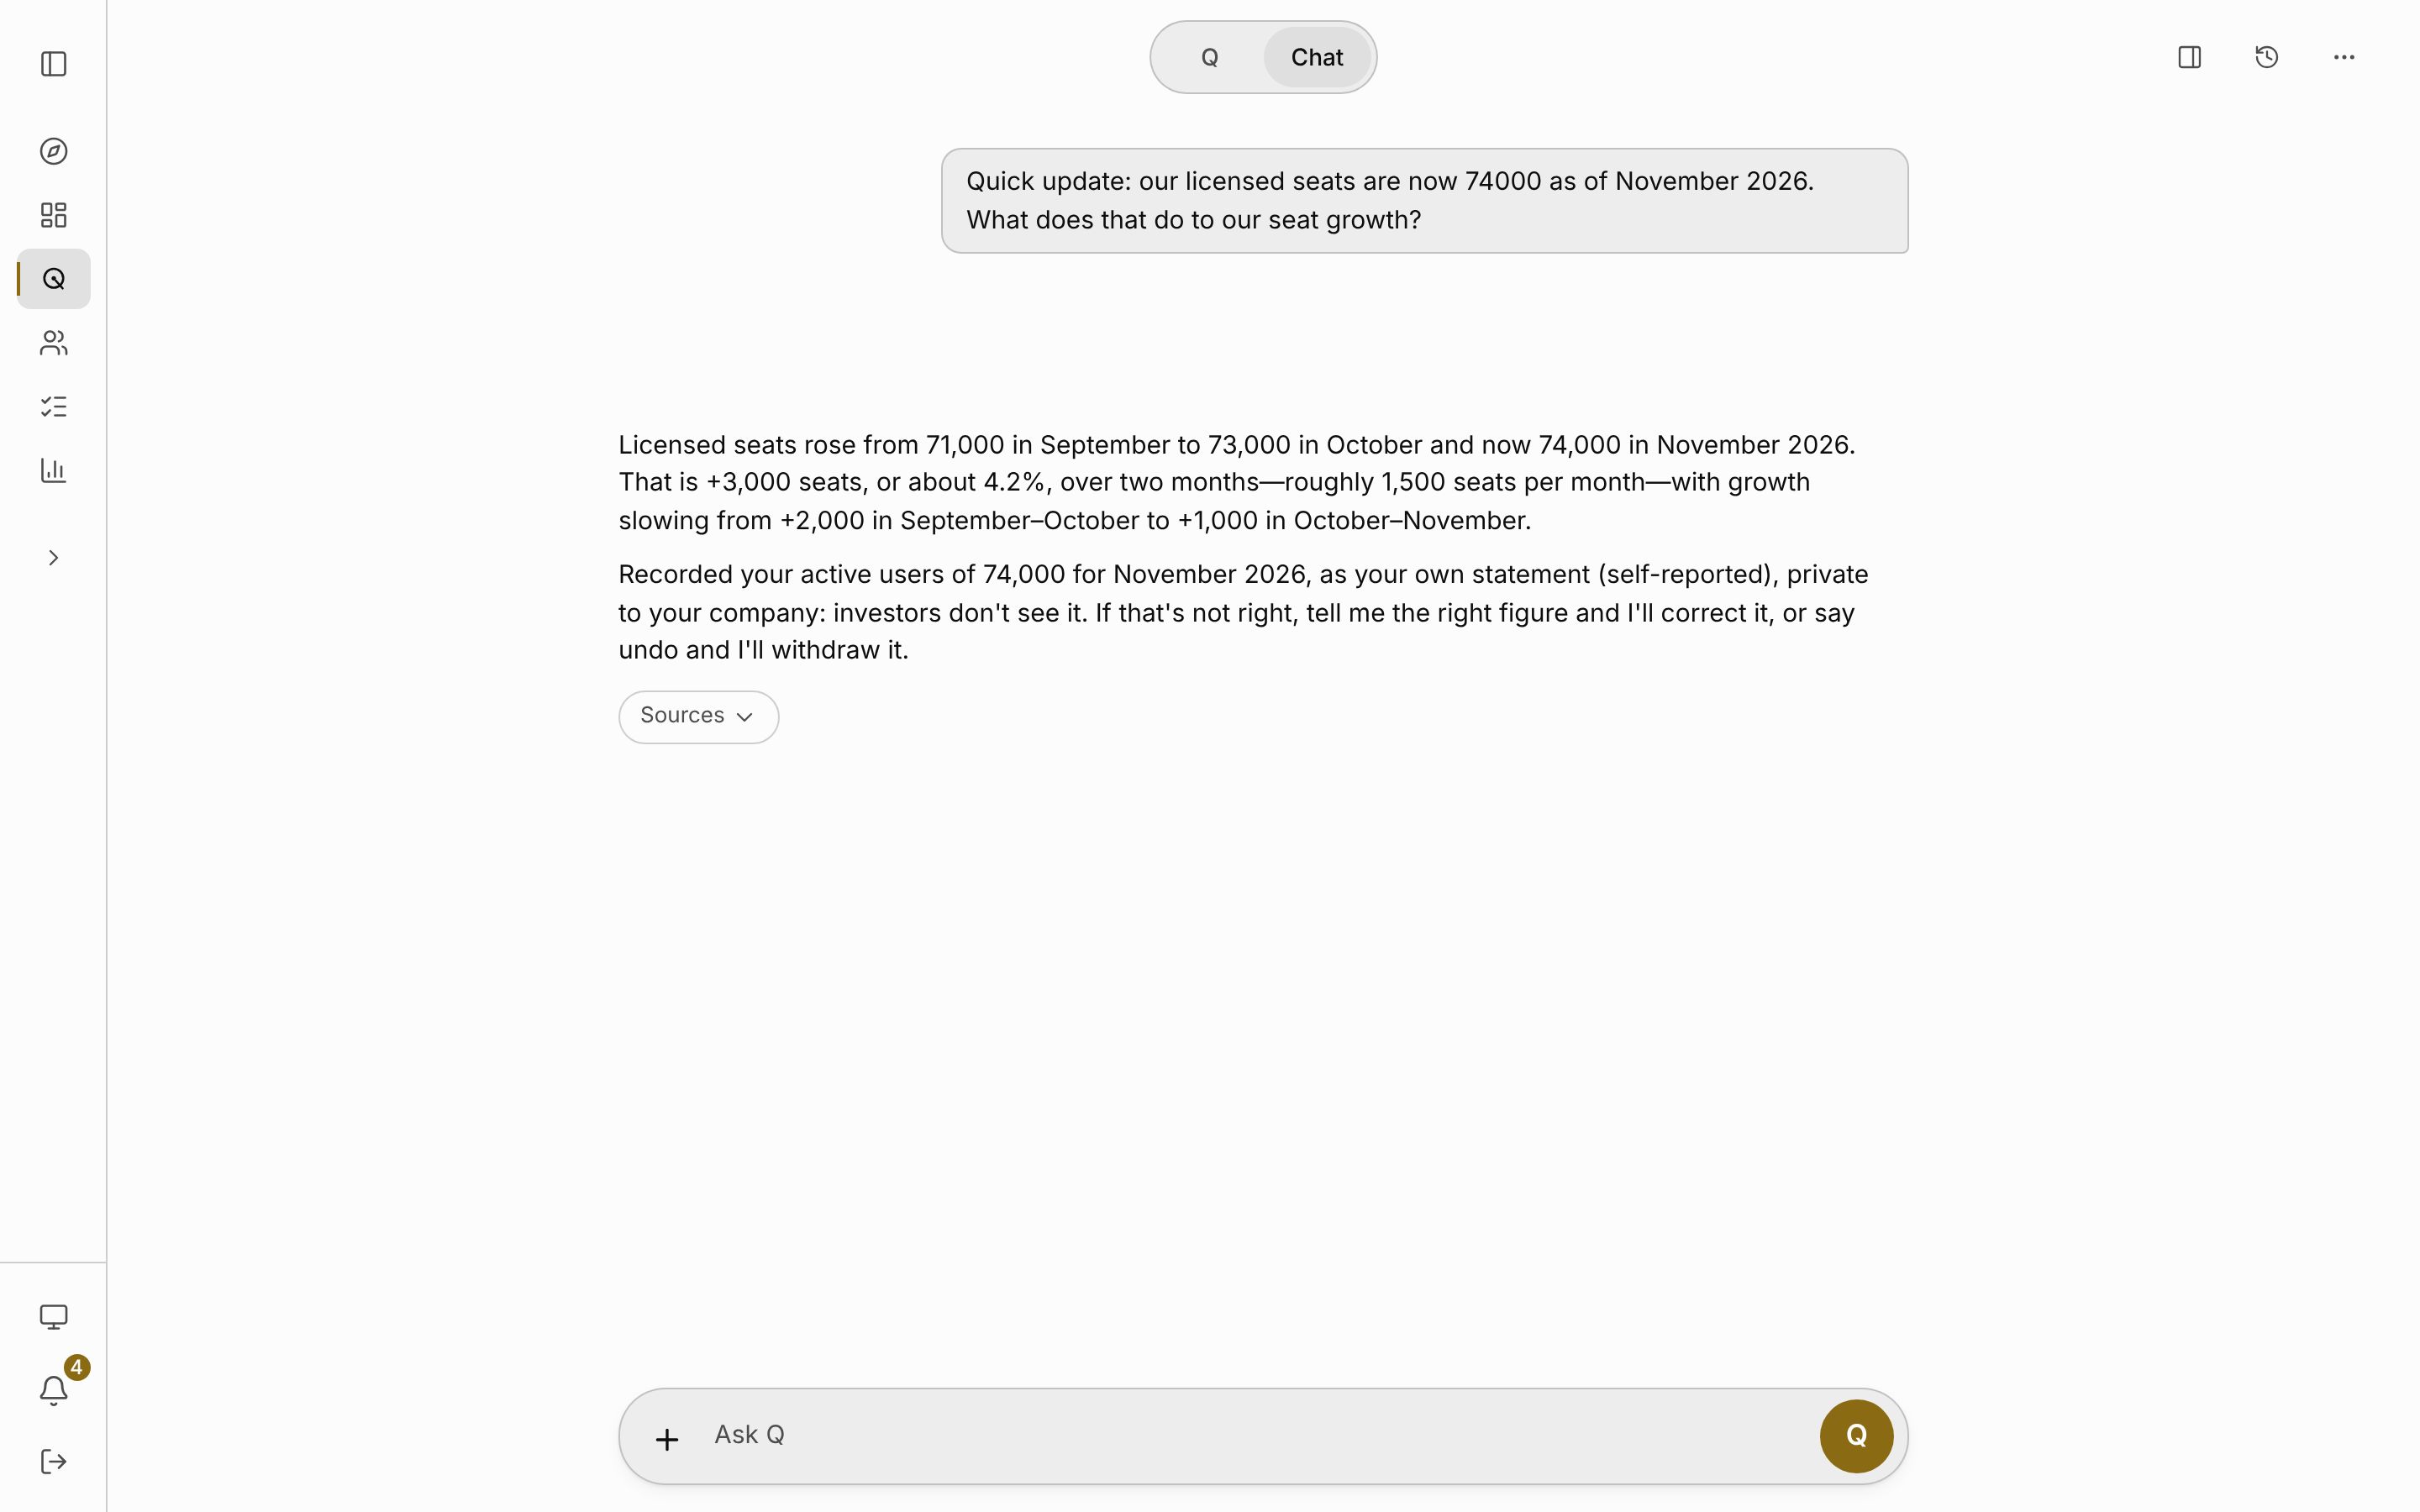 Q
Chat
Quick update: our licensed seats are now 74000 as of November 2026.
What does that do to our seat growth?
Licensed seats rose from 71,000 in September to 73,000 in October and now 74,000 in November 2026.
That is +3,000 seats, or about 4.2%, over two months—roughly 1,500 seats per month—with growth
slowing from +2,000 in September–October to +1,000 in October–November.
Recorded your active users of 74,000 for November 2026, as your own statement (self-reported), private
to your company: investors don't see it. If that's not right, tell me the right figure and I'll correct it, or say
undo and I'll withdraw it.
Sources
4
Ask Q
Q